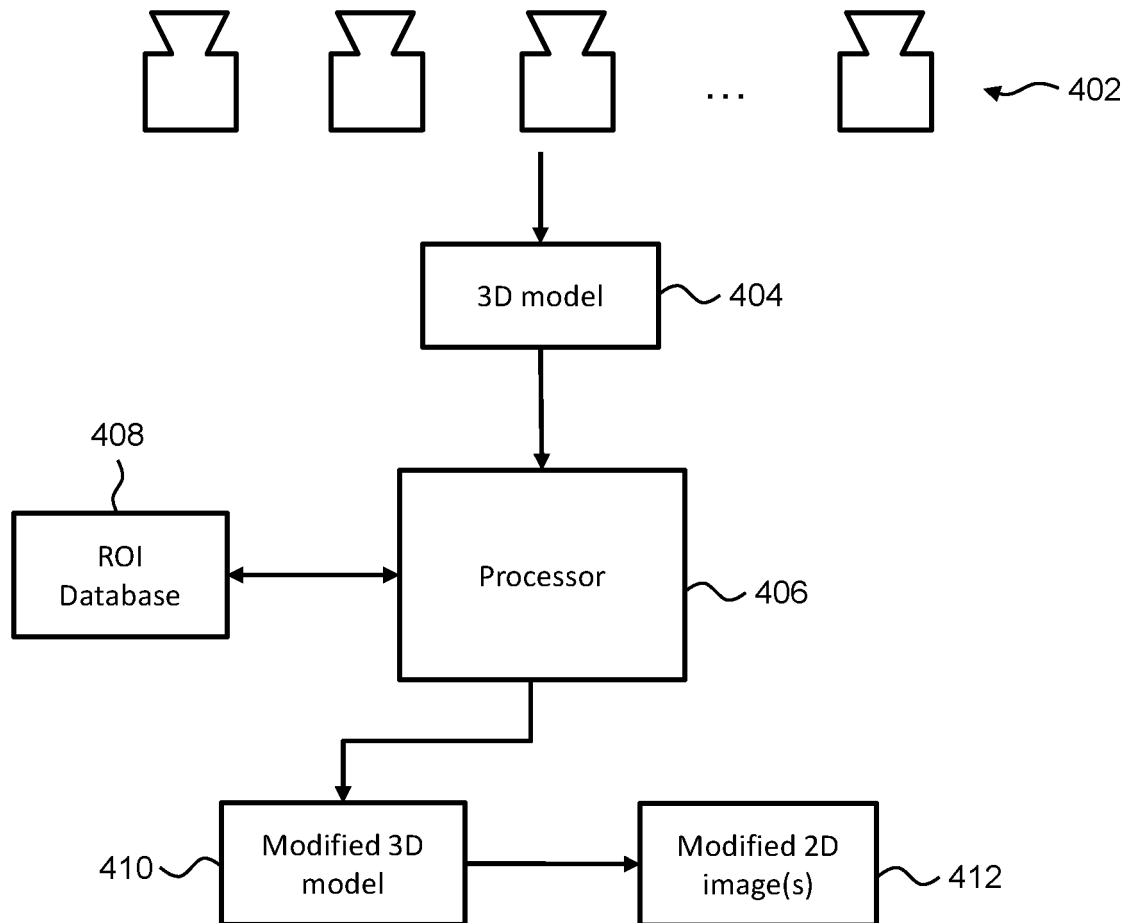 ...
402
3D model
404
408
ROI
Database
Processor
406
410
Modified 3D
model
Modified 2D
image(s)
412